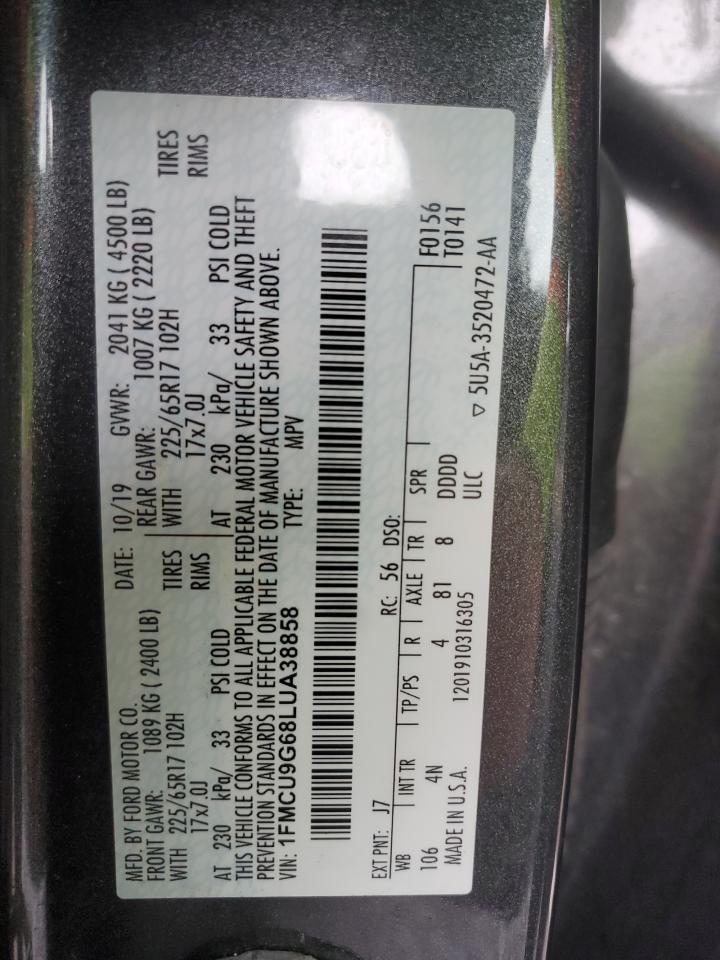 MFD. BY FORD MOTOR CO.
DATE: 10/19 GVWR: 2041 KG ( 4500 LB)
FRONT GAWR: 1089 KG ( 2400 LB) REAR GAWR: 1007 KG ( 2220 LB)
WITH 225/65R17 102H TIRES WITH 225/65R17 102H TIRES
17x7.0J RIMS 17x7.0J RIMS
AT 230 kPa/ 33 PSI COLD AT 230 kPa/ 33 PSI COLD
THIS VEHICLE CONFORMS TO ALL APPLICABLE FEDERAL MOTOR VEHICLE SAFETY AND THEFT
PREVENTION STANDARDS IN EFFECT ON THE DATE OF MANUFACTURE SHOWN ABOVE.
VIN: 1FMCU9G68LUA38858 TYPE: MPV
EXT PNT: J7 RC: 56 DSO:
WB INT TR TP/PS R AXLE TR SPR F0156
106 4N 4 81 8 DDDD T0141
MADE IN U.S.A. 1201910316305 ULC ▽ 5U5A-3520472-AA